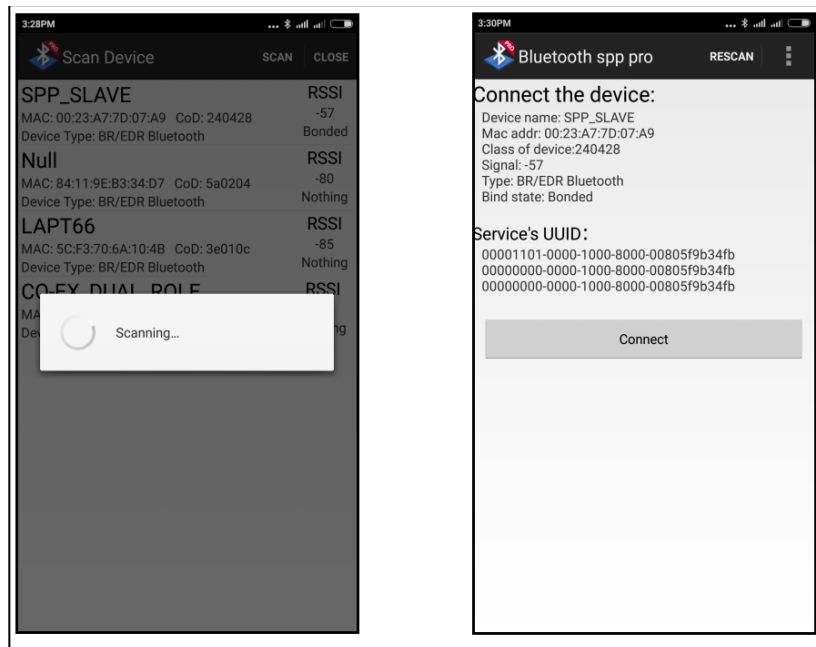 3:28PM
Scan Device SCAN CLOSE
SPP_SLAVE RSSI
MAC: 00:23:A7:7D:07:A9 CoD: 240428 -57
Device Type: BR/EDR Bluetooth Bonded
Null RSSI
MAC: 84:11:9E:B3:34:D7 CoD: 5a0204 -80
Device Type: BR/EDR Bluetooth Nothing
LAPT66 RSSI
MAC: 5C:F3:70:6A:10:4B CoD: 3e010c -85
Device Type: BR/EDR Bluetooth Nothing
CO-EX_DUAL_ROLE RSSI
Scanning...
3:30PM
Bluetooth spp pro RESCAN
Connect the device:
Device name: SPP_SLAVE
Mac addr: 00:23:A7:7D:07:A9
Class of device:240428
Signal: -57
Type: BR/EDR Bluetooth
Bind state: Bonded
Service's UUID:
00001101-0000-1000-8000-00805f9b34fb
00000000-0000-1000-8000-00805f9b34fb
00000000-0000-1000-8000-00805f9b34fb
Connect